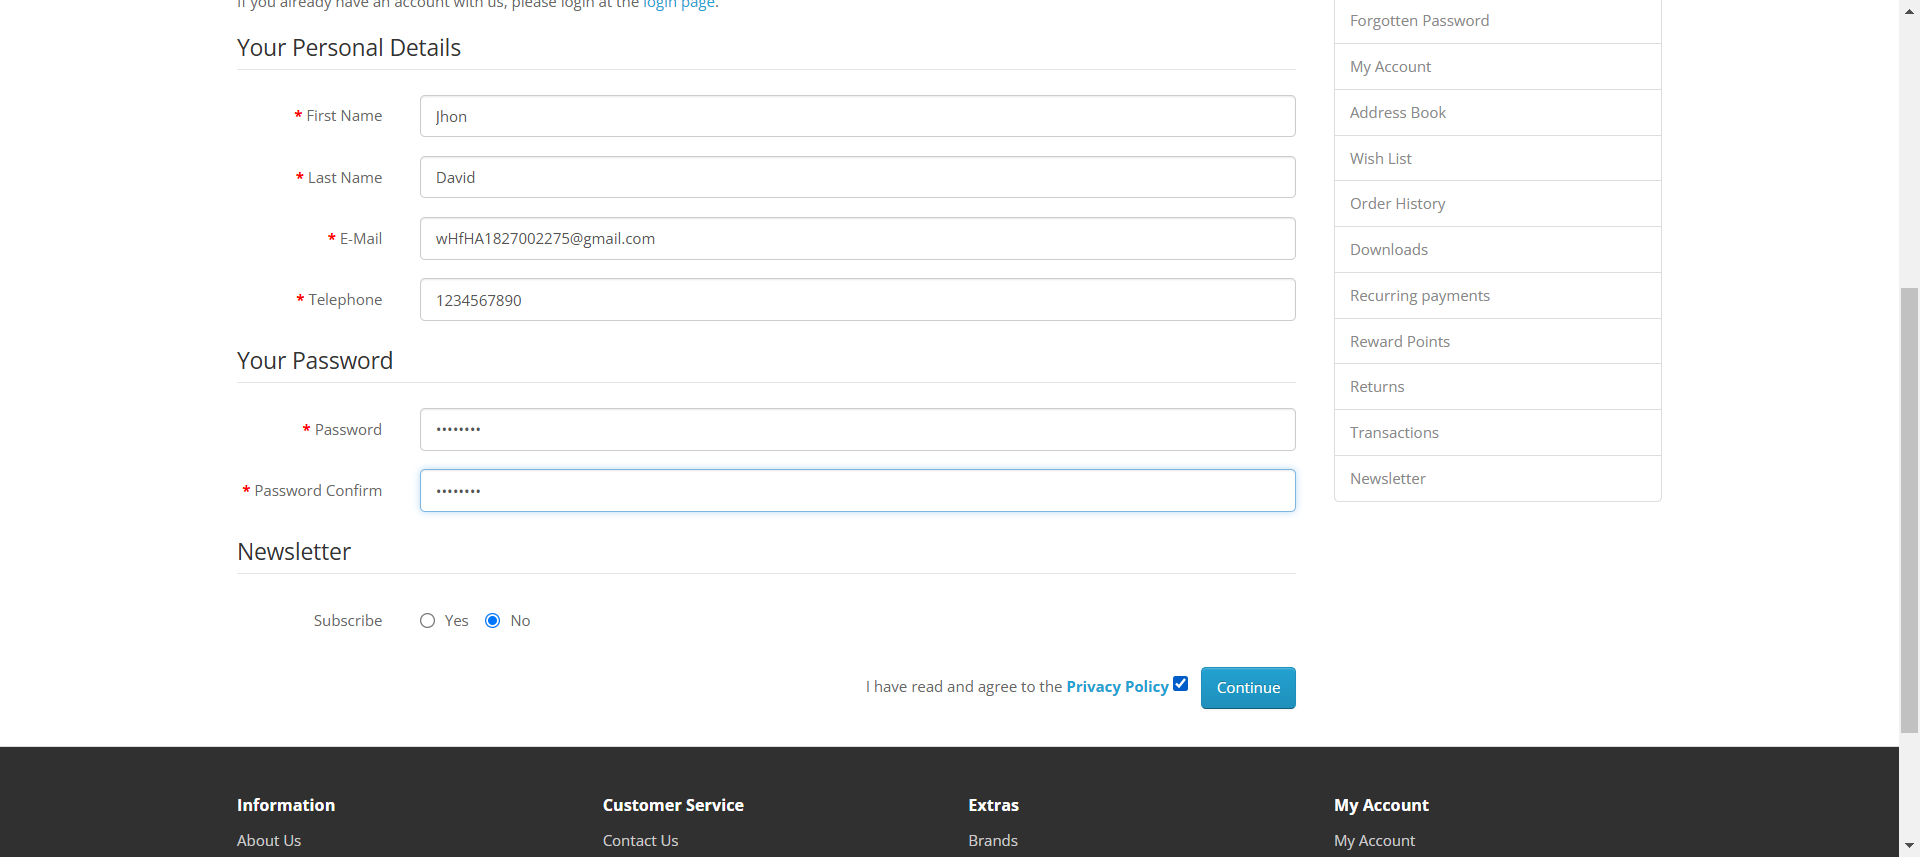 If you already have an account with us, please login at the login page.
Your Personal Details
* First Name
Jhon
* Last Name
David
* E-Mail
wHfHA1827002275@gmail.com
* Telephone
1234567890
Your Password
* Password
••••••••
* Password Confirm
••••••••
Newsletter
Subscribe Yes No
I have read and agree to the Privacy Policy Continue
Forgotten Password
My Account
Address Book
Wish List
Order History
Downloads
Recurring payments
Reward Points
Returns
Transactions
Newsletter
Information
About Us
Customer Service
Contact Us
Extras
Brands
My Account
My Account